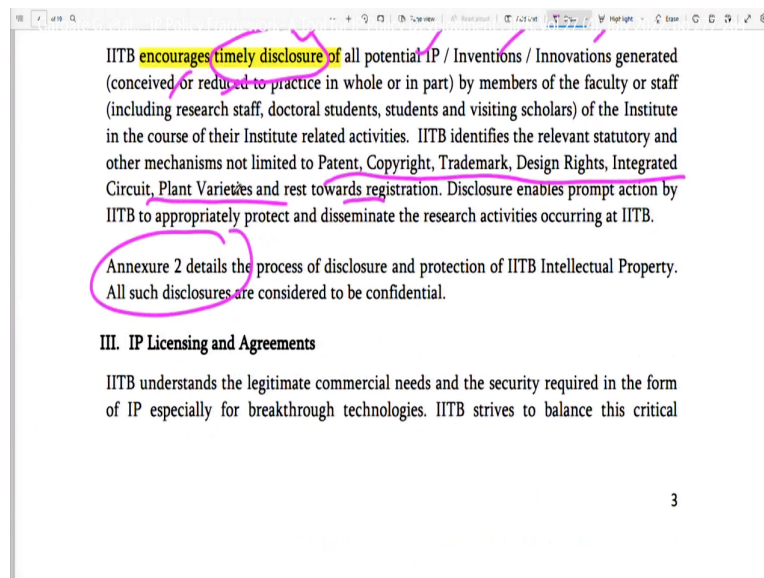 of 19
IITB encourages timely disclosure of all potential IP / Inventions / Innovations generated
(conceived or reduced to practice in whole or in part) by members of the faculty or staff
(including research staff, doctoral students, students and visiting scholars) of the Institute
in the course of their Institute related activities. IITB identifies the relevant statutory and
other mechanisms not limited to Patent, Copyright, Trademark, Design Rights, Integrated
Circuit, Plant Varieties and rest towards registration. Disclosure enables prompt action by
IITB to appropriately protect and disseminate the research activities occurring at IITB.
Annexure 2 details the process of disclosure and protection of IITB Intellectual Property.
All such disclosures are considered to be confidential.
III. IP Licensing and Agreements
IITB understands the legitimate commercial needs and the security required in the form
of IP especially for breakthrough technologies. IITB strives to balance this critical
3